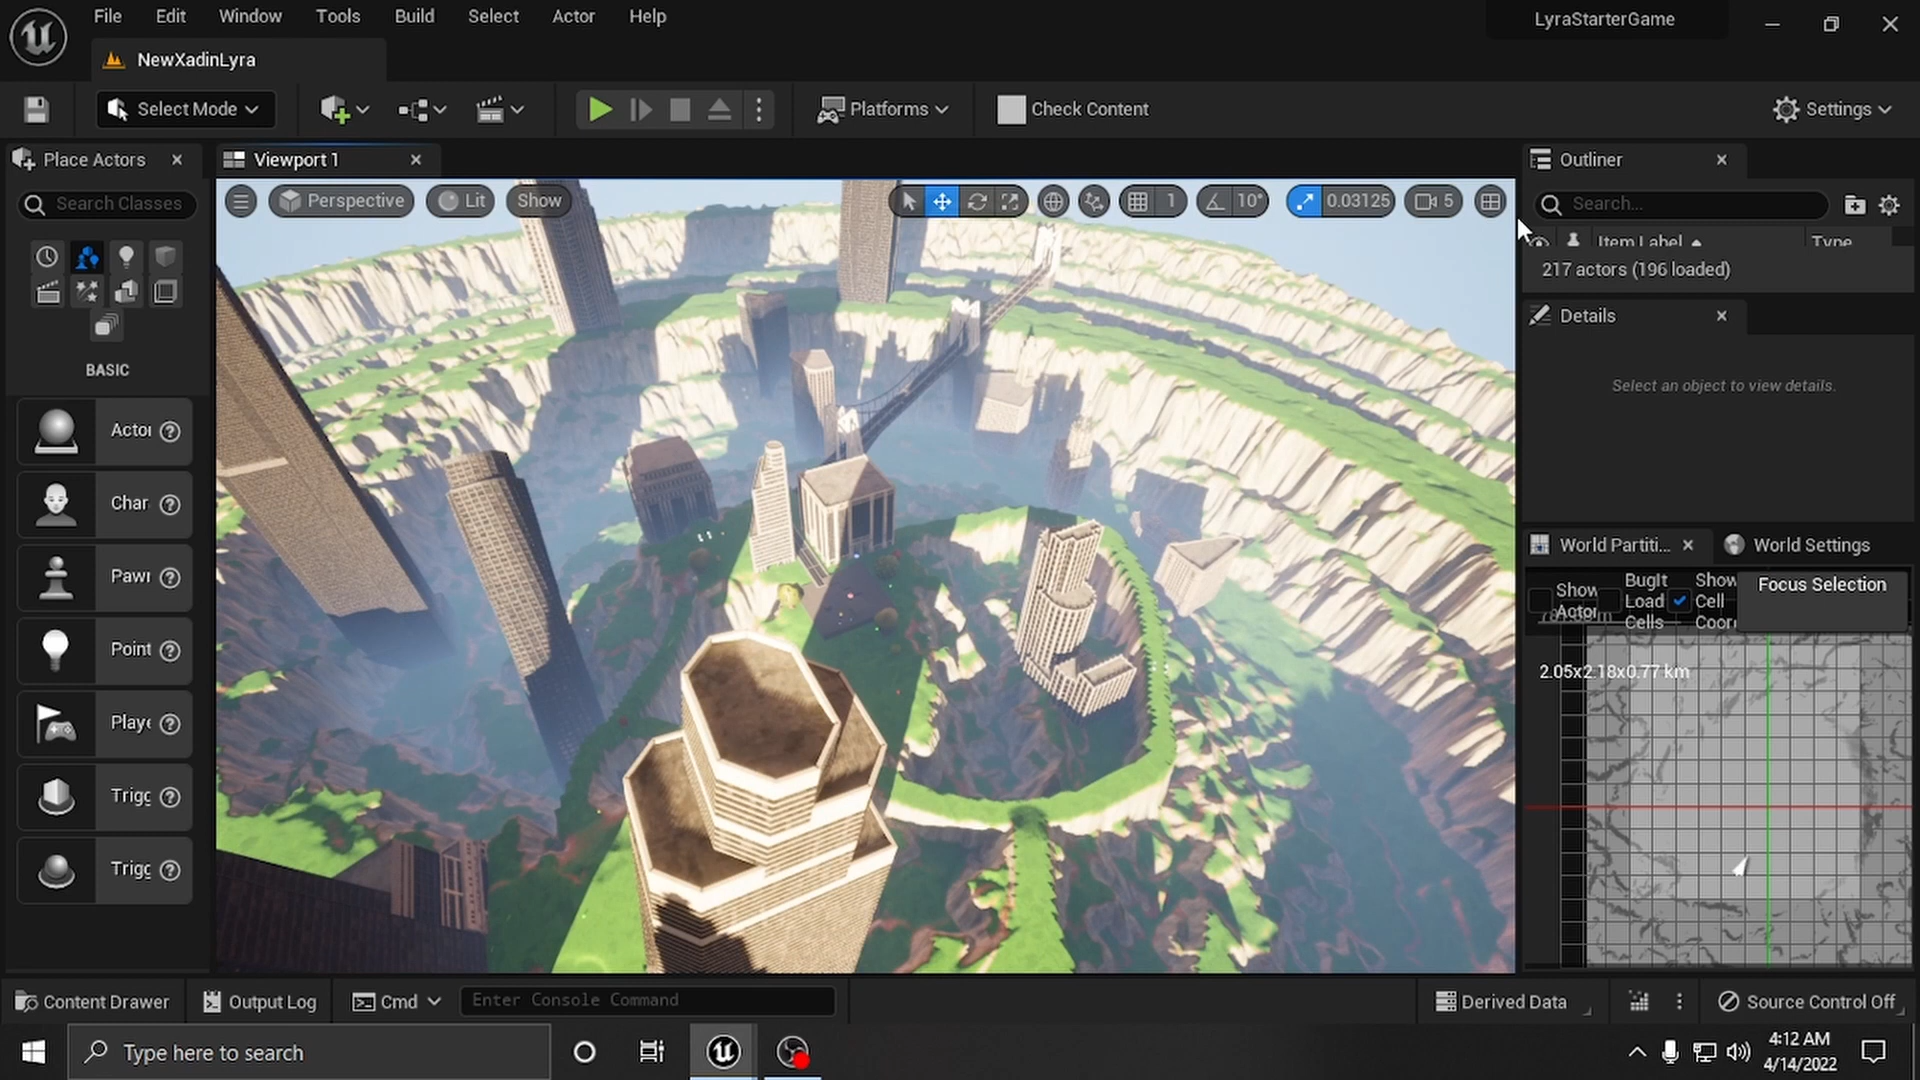 File Edit Window Tools Build Select Actor Help
LyraStarterGame
NewXadinLyra
Select Mode
Platforms
Check Content
Settings
Place Actors
Viewport 1
Outliner
Search Classes
Perspective
Lit
Show
1
10°
0.03125
5
Search...
Item Label
Type
217 actors (196 loaded)
Details
Select an object to view details.
BASIC
Actor
Char
Pawn
Point
Playe
Trigg
Trigg
World Partiti...
World Settings
Show Actor
BugIt Load Cells
Show Cell Coord
Focus Selection
2.05x2.18x0.77 km
Content Drawer
Output Log
Cmd
Enter Console Command
Derived Data
Source Control Off
Type here to search
4:12 AM
4/14/2022